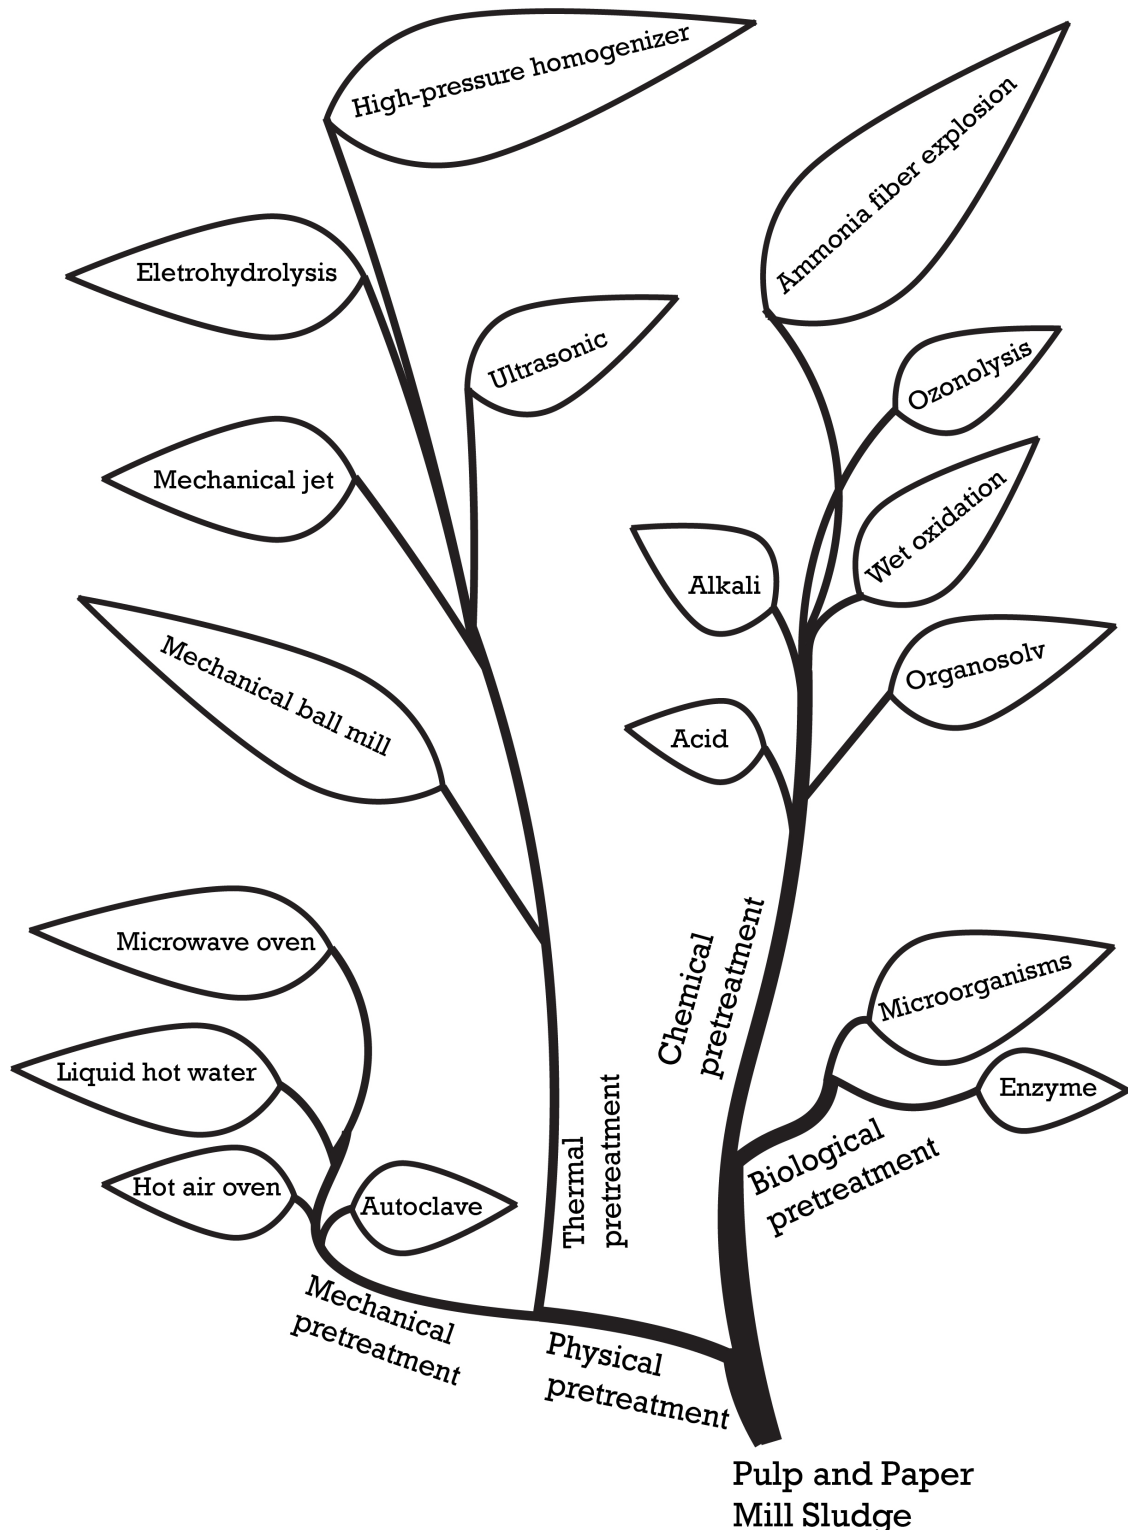 High-pressure homogenizer
Ammonia fiber explosion
Eletrohydrolysis
Ultrasonic
Ozonolysis
Mechanical jet
Wet oxidation
Alkali
Mechanical ball mill
Organosolv
Acid
Microwave oven
Chemical
pretreatment
Microorganisms
Liquid hot water
Enzyme
Thermal
pretreatment
Biological
pretreatment
Hot air oven
Autoclave
Mechanical
pretreatment
Physical
pretreatment
Pulp and Paper
Mill Sludge